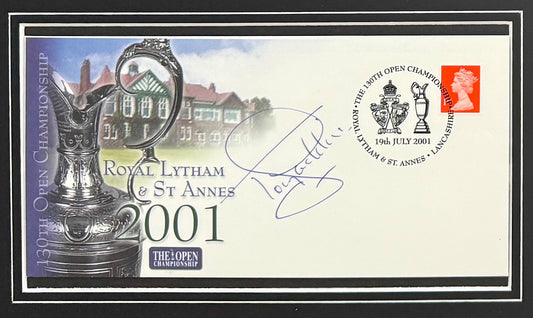 130TH OPEN CHAMPIONSHIP
ROYAL LYTHAM
& ST ANNES
2001
THE OPEN
CHAMPIONSHIP
• THE 130TH OPEN CHAMPIONSHIP •
19th JULY 2001
ROYAL LYTHAM & ST. ANNES • LANCASHIRE